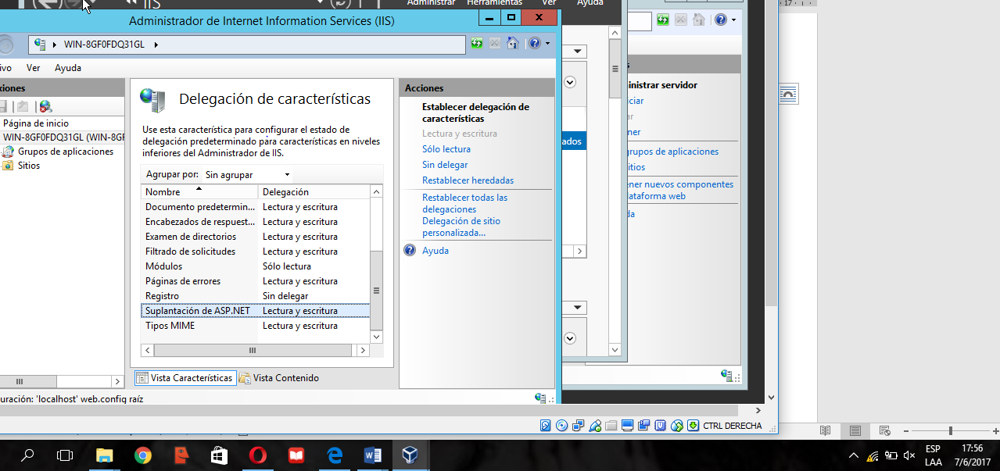 IIS
Administrar Herramientas Ver Ayuda
17
Administrador de Internet Information Services (IIS)
WIN-8GF0FDQ31GL
ivo Ver Ayuda
xiones
Página de inicio
WIN-8GF0FDQ31GL (WIN-8GF
Grupos de aplicaciones
Sitios
Delegación de características
Use esta característica para configurar el estado de
delegación predeterminado para características en niveles
inferiores del Administrador de IIS.
Agrupar por: Sin agrupar
Nombre Delegación
Documento predetermin... Lectura y escritura
Encabezados de respuest... Lectura y escritura
Examen de directorios Lectura y escritura
Filtrado de solicitudes Lectura y escritura
Módulos Sólo lectura
Páginas de errores Lectura y escritura
Registro Sin delegar
Suplantación de ASP.NET Lectura y escritura
Tipos MIME Lectura y escritura
Vista Características Vista Contenido
uración: 'localhost' web.config raíz
Acciones
Establecer delegación de
características
Lectura y escritura
Sólo lectura
Sin delegar
Restablecer heredadas
Restablecer todas las
delegaciones
Delegación de sitio
personalizada...
Ayuda
ados
s
inistrar servidor
ciar
ar
ner
grupos de aplicaciones
itios
ener nuevos componentes
lataforma web
da
CTRL DERECHA
ESP
LAA
17:56
7/6/2017